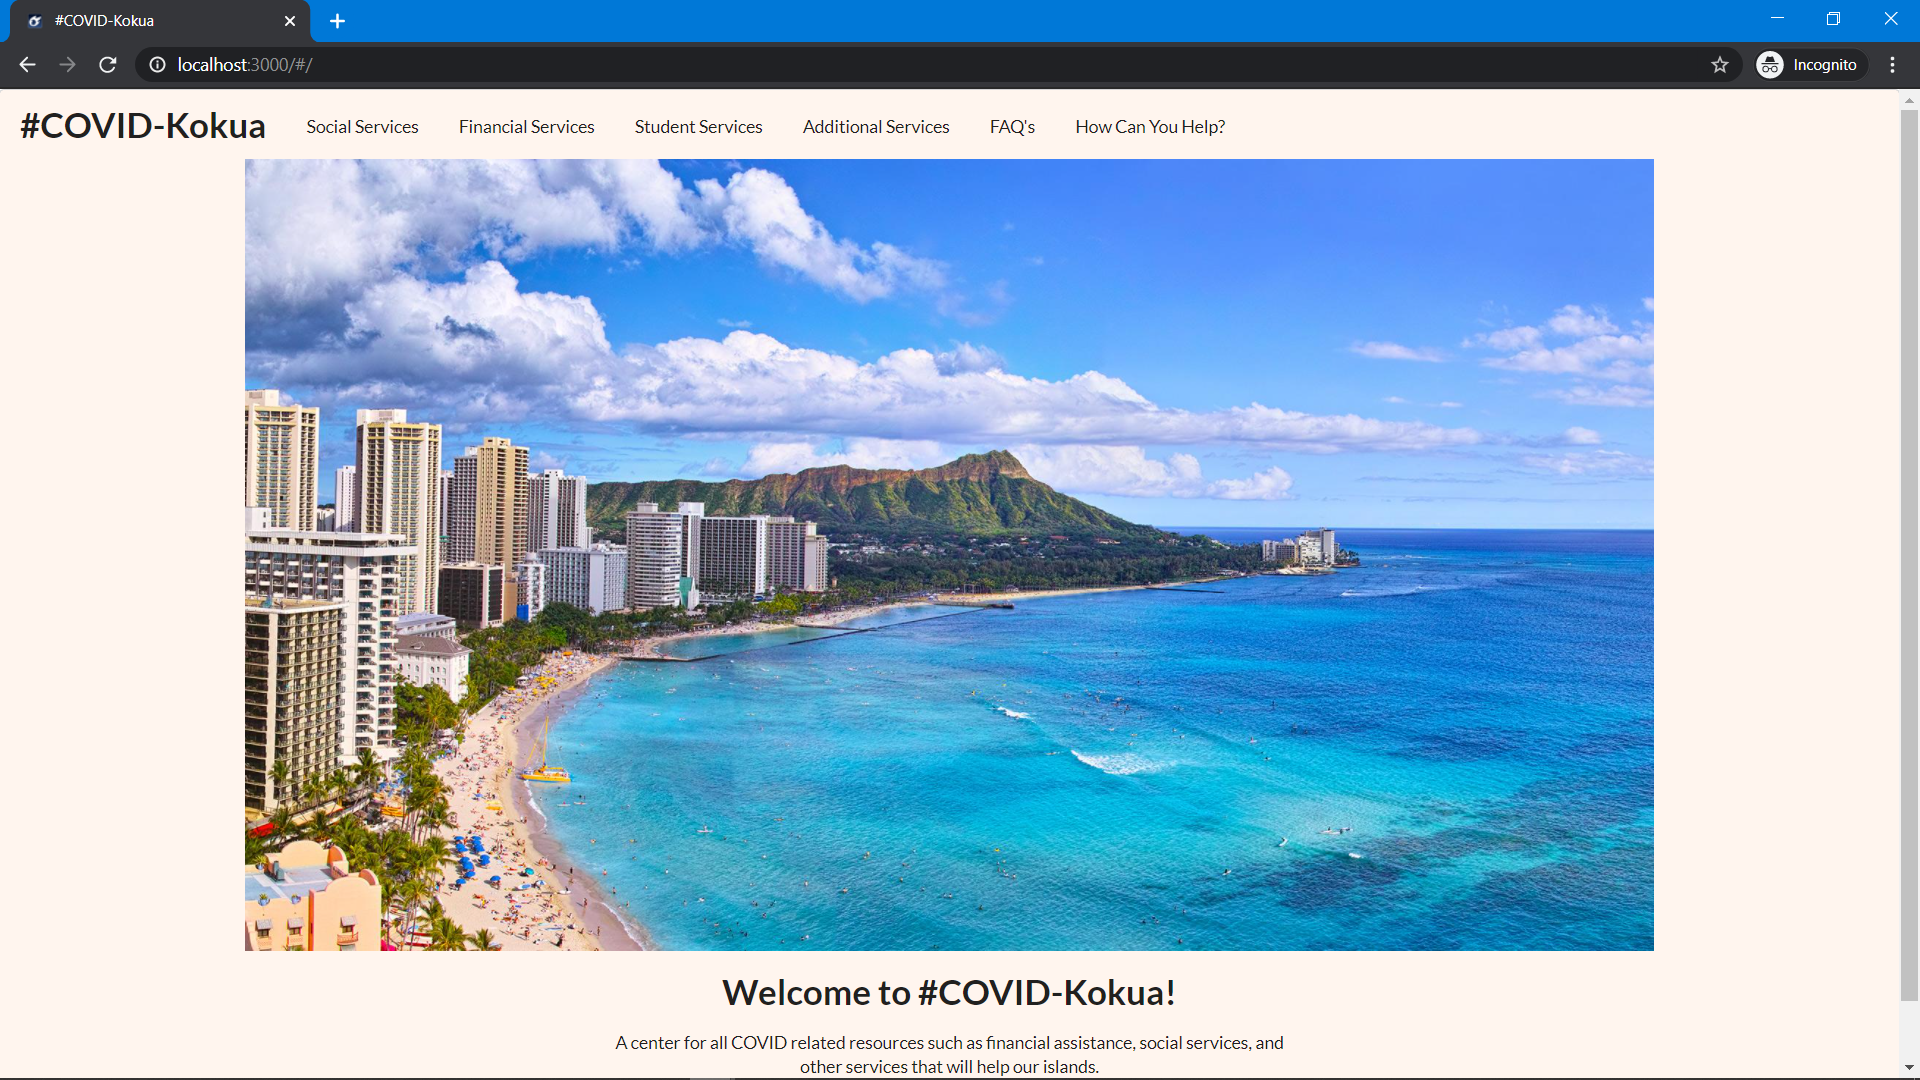 #COVID-Kokua
localhost:3000/#/
Incognito
#COVID-Kokua
Social Services
Financial Services
Student Services
Additional Services
FAQ's
How Can You Help?
Welcome to #COVID-Kokua!
A center for all COVID related resources such as financial assistance, social services, and
other services that will help our islands.